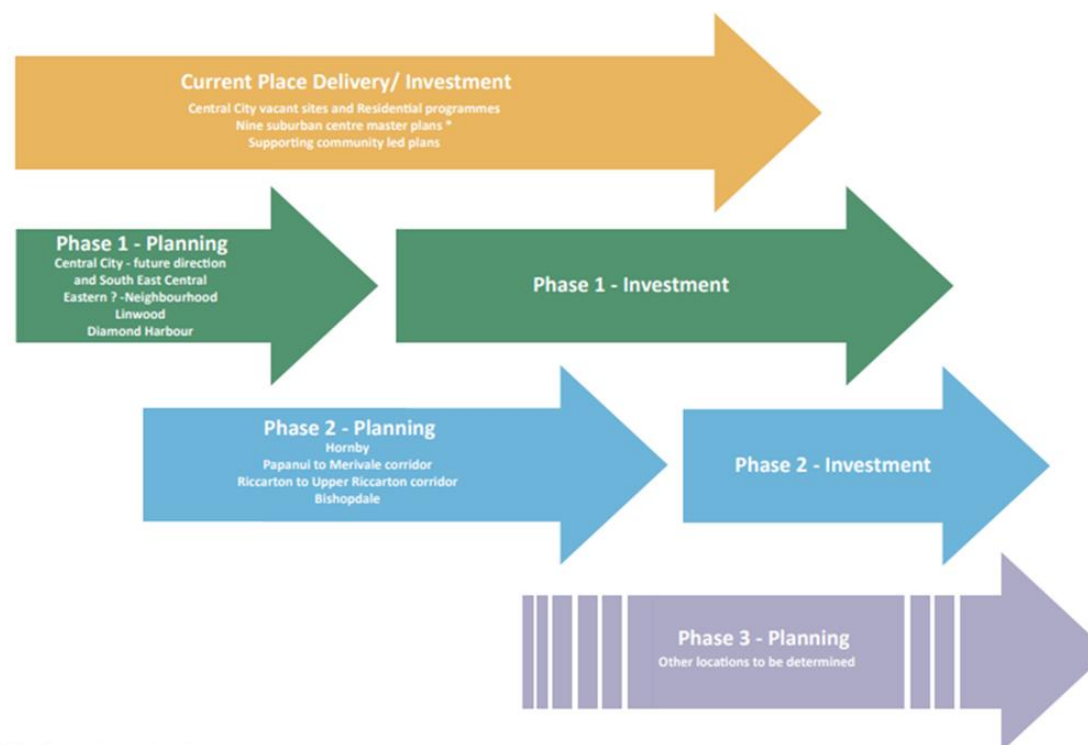 Current Place Delivery/ Investment
Central City vacant sites and Residential programmes
Nine suburban centre master plans *
Supporting community led plans
Phase 1 - Planning
Central City - future direction
and South East Central
Eastern ? -Neighbourhood
Linwood
Diamond Harbour
Phase 1 - Investment
Phase 2 - Planning
Hornby
Papanui to Merivale corridor
Riccarton to Upper Riccarton corridor
Bishopdale
Phase 2 - Investment
Phase 3 - Planning
Other locations to be determined